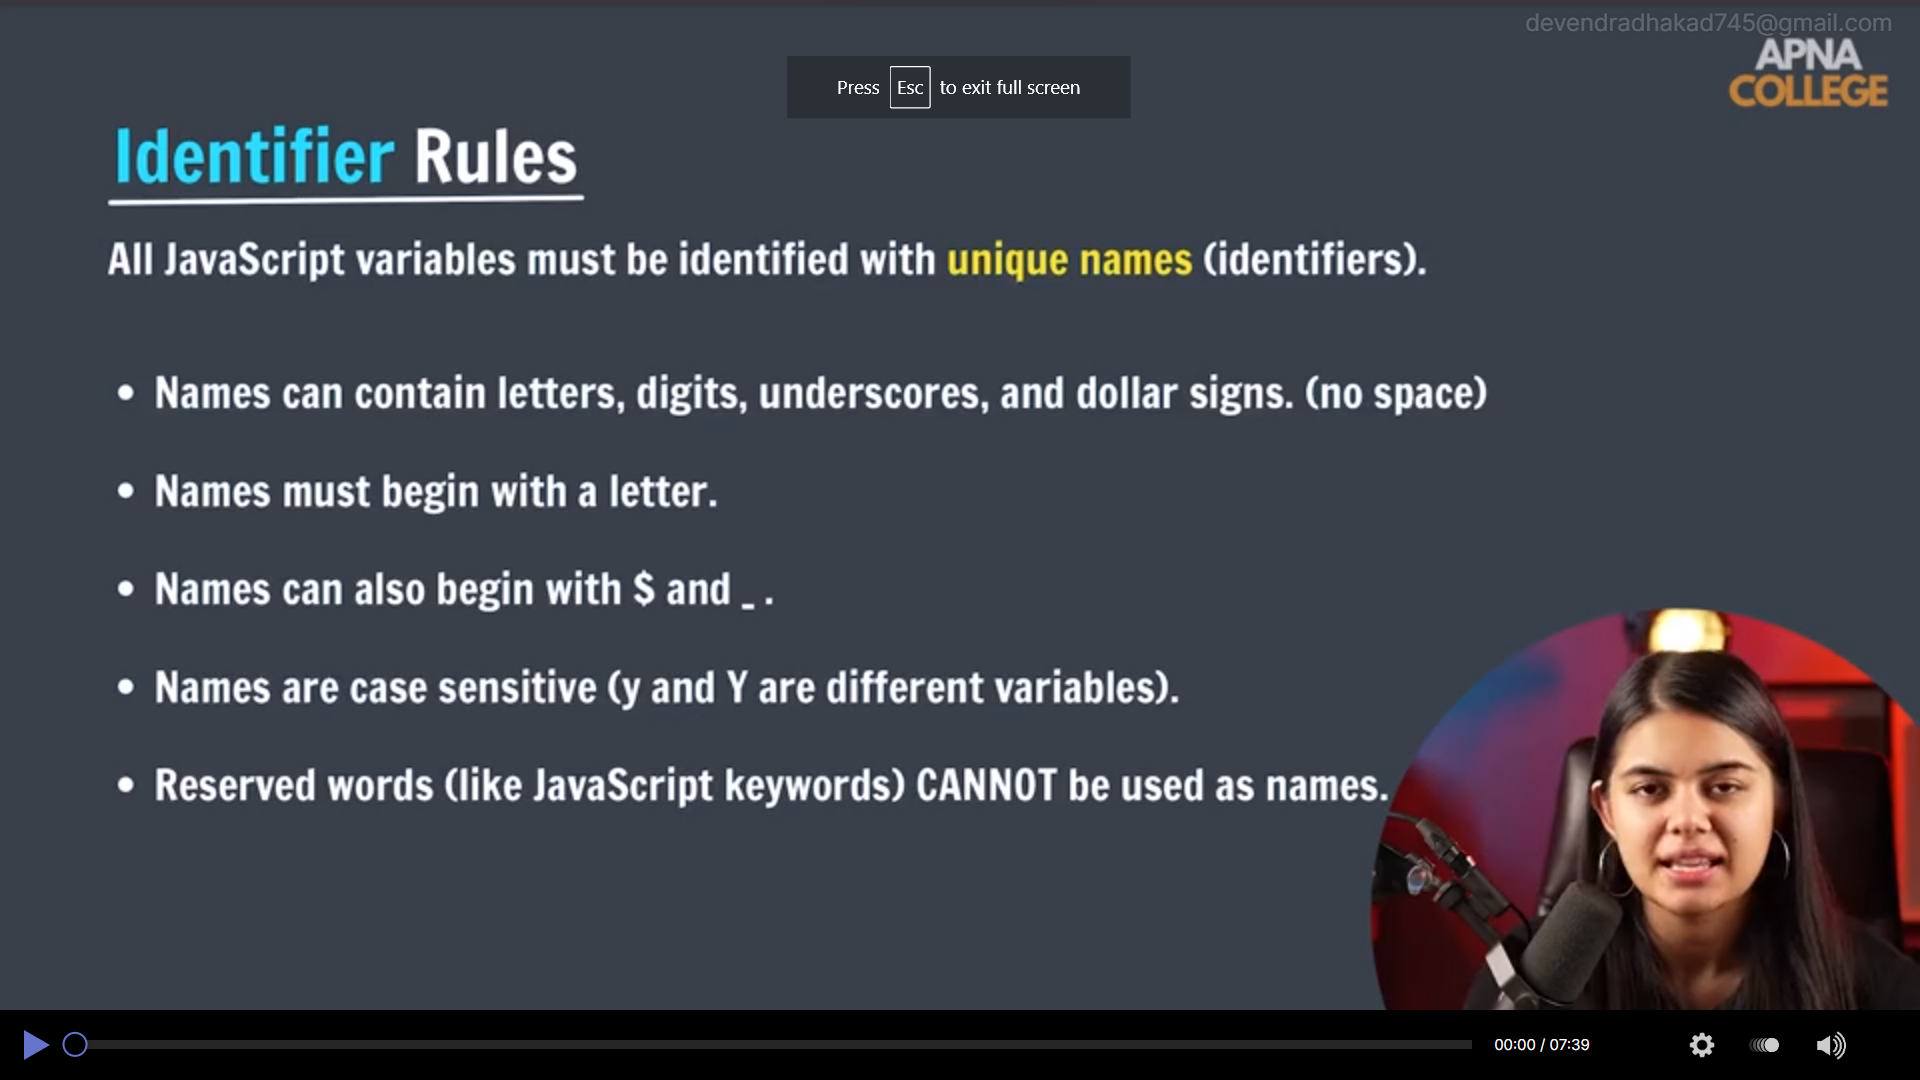 devendradhakad745@gmail.com
APNA
COLLEGE
Press Esc to exit full screen
Identifier Rules
All JavaScript variables must be identified with unique names (identifiers).
• Names can contain letters, digits, underscores, and dollar signs. (no space)
• Names must begin with a letter.
• Names can also begin with $ and _ .
• Names are case sensitive (y and Y are different variables).
• Reserved words (like JavaScript keywords) CANNOT be used as names.
00:00 / 07:39